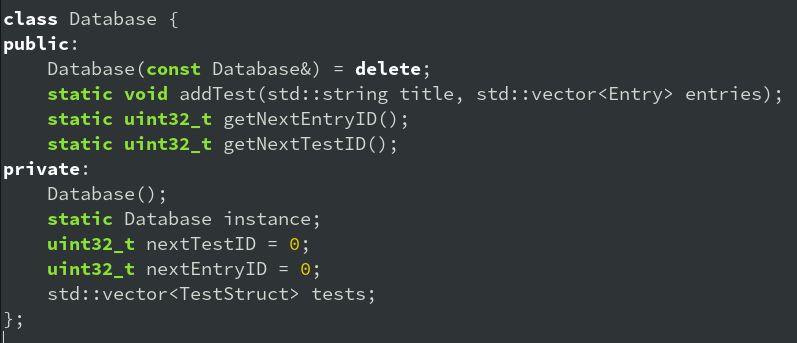 class Database {
public:
    Database(const Database&) = delete;
    static void addTest(std::string title, std::vector<Entry> entries);
    static uint32_t getNextEntryID();
    static uint32_t getNextTestID();
private:
    Database();
    static Database instance;
    uint32_t nextTestID = 0;
    uint32_t nextEntryID = 0;
    std::vector<TestStruct> tests;
};